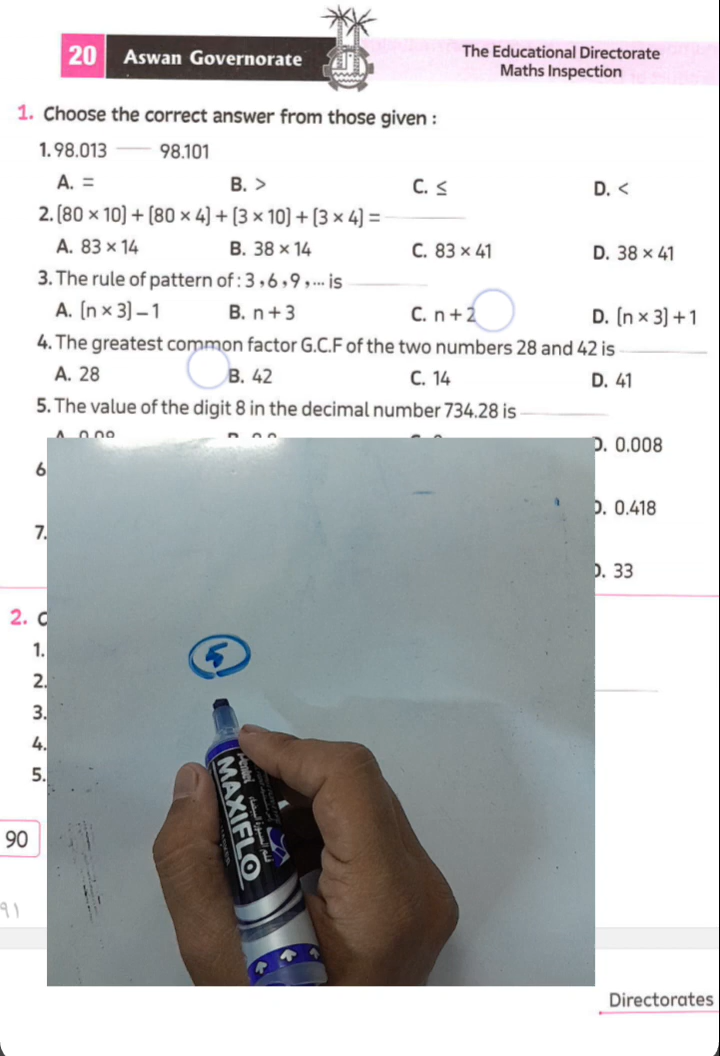 20 Aswan Governorate
The Educational Directorate
Maths Inspection
1. Choose the correct answer from those given :
1. 98.013 —— 98.101
A. = B. > C. ≤ D. <
2. (80 × 10) + (80 × 4) + (3 × 10) + (3 × 4) = ———
A. 83 × 14 B. 38 × 14 C. 83 × 41 D. 38 × 41
3. The rule of pattern of : 3 , 6 , 9 , ... is ———
A. (n × 3) – 1 B. n + 3 C. n + 2 D. (n × 3) + 1
4. The greatest common factor G.C.F of the two numbers 28 and 42 is ———
A. 28 B. 42 C. 14 D. 41
5. The value of the digit 8 in the decimal number 734.28 is ———
D. 0.008
6
D. 0.418
7.
D. 33
2. C
1.
2.
3.
4.
5.
5
Pentel
MAXIFLO
90
91
Directorates